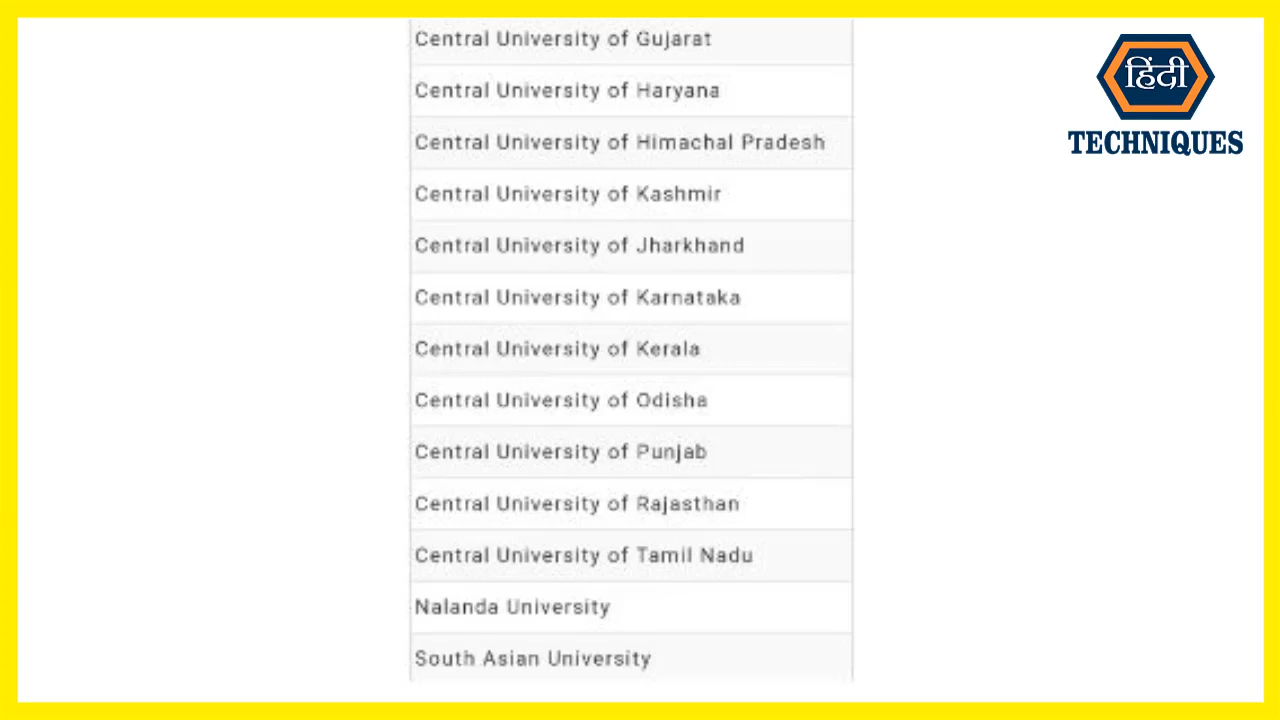 Central University of Gujarat
Central University of Haryana
Central University of Himachal Pradesh
Central University of Kashmir
Central University of Jharkhand
Central University of Karnataka
Central University of Kerala
Central University of Odisha
Central University of Punjab
Central University of Rajasthan
Central University of Tamil Nadu
Nalanda University
South Asian University
हिंदी
TECHNIQUES